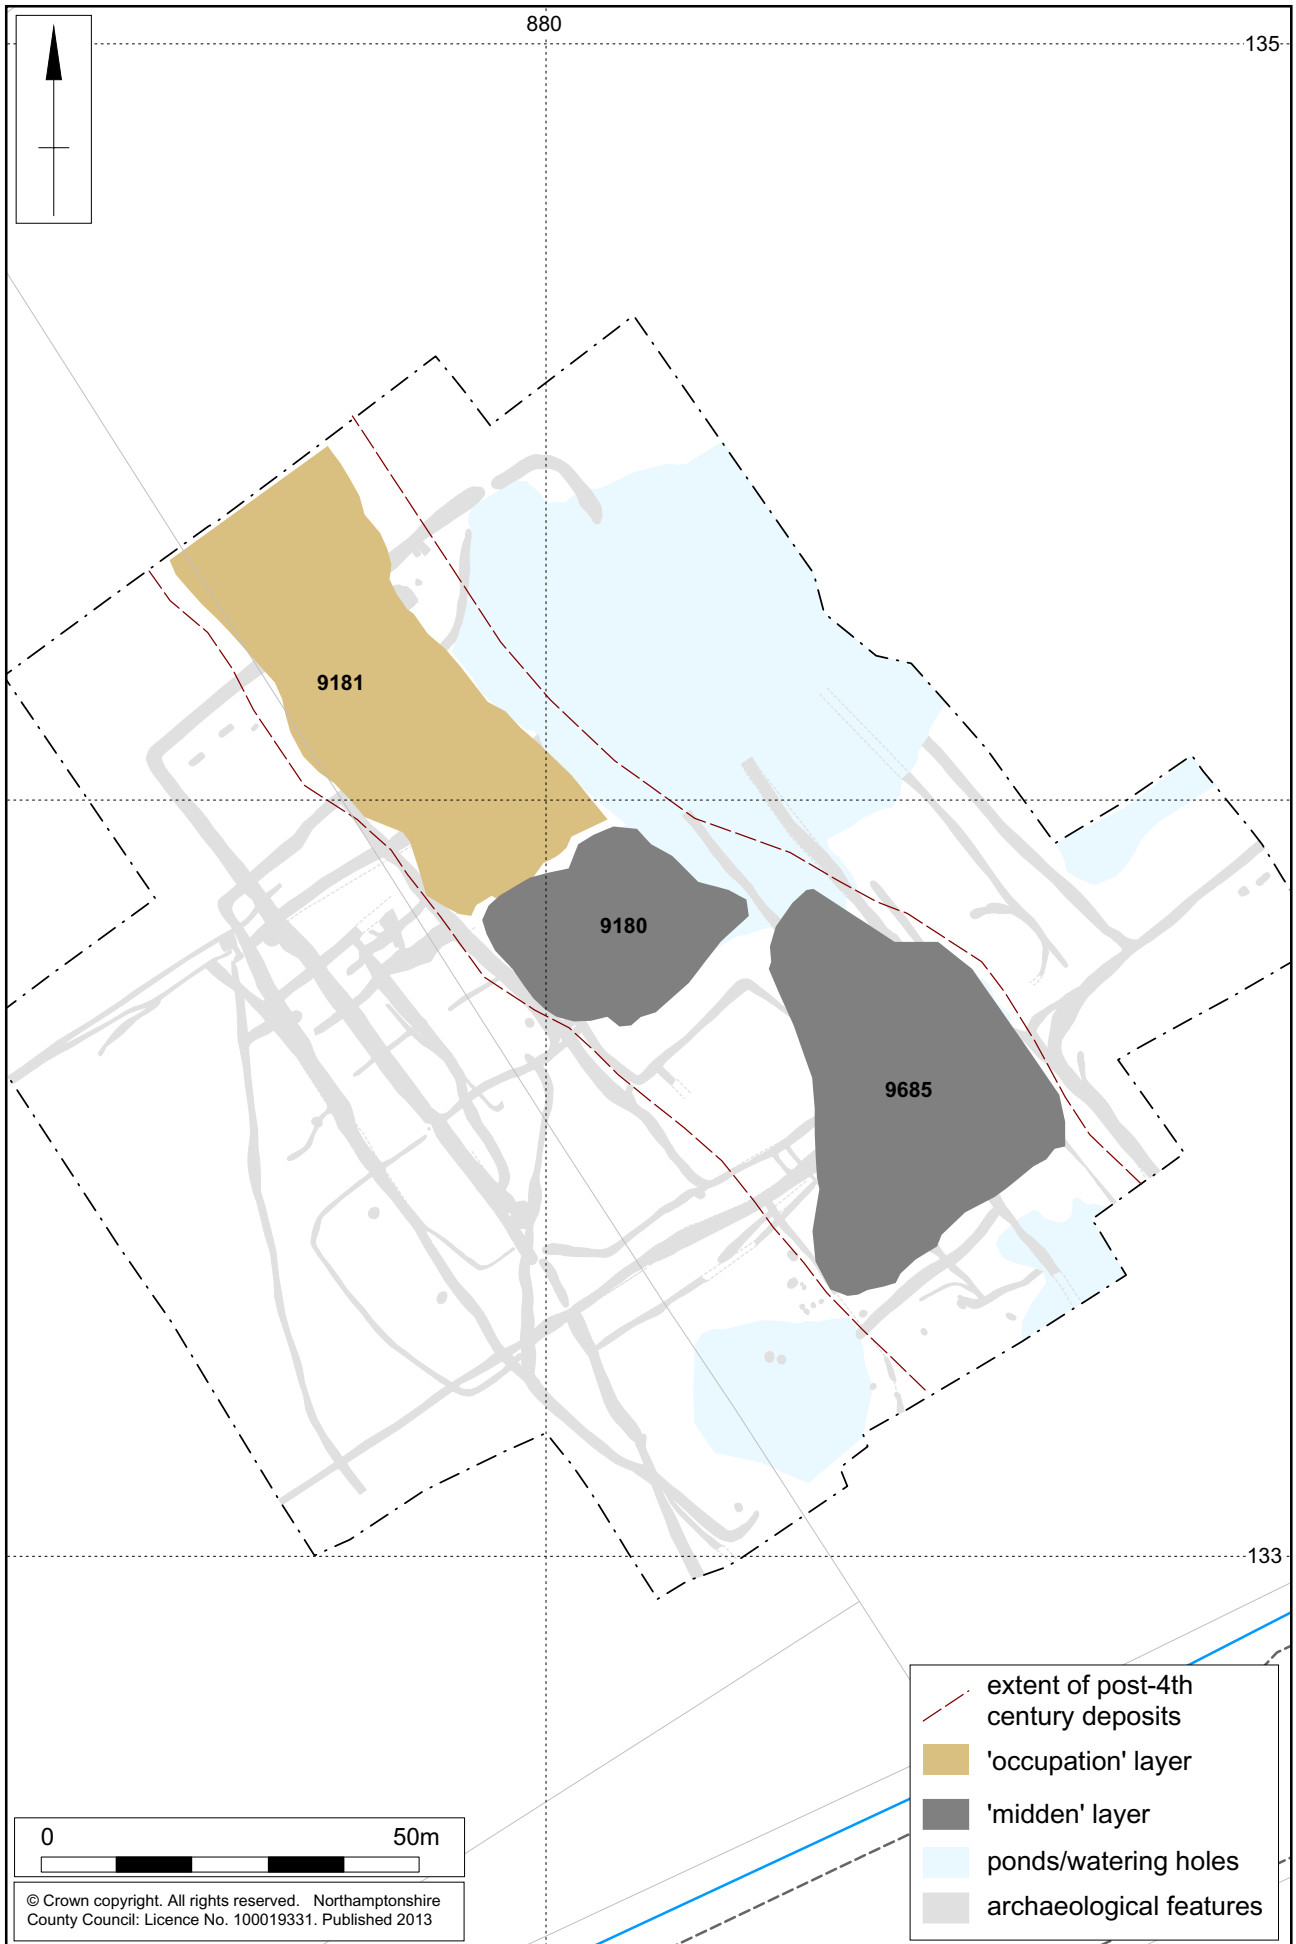 880
135
9181
9180
9685
133
extent of post-4th
century deposits
'occupation' layer
'midden' layer
ponds/watering holes
archaeological features
0 50m
© Crown copyright. All rights reserved. Northamptonshire
County Council: Licence No. 100019331. Published 2013